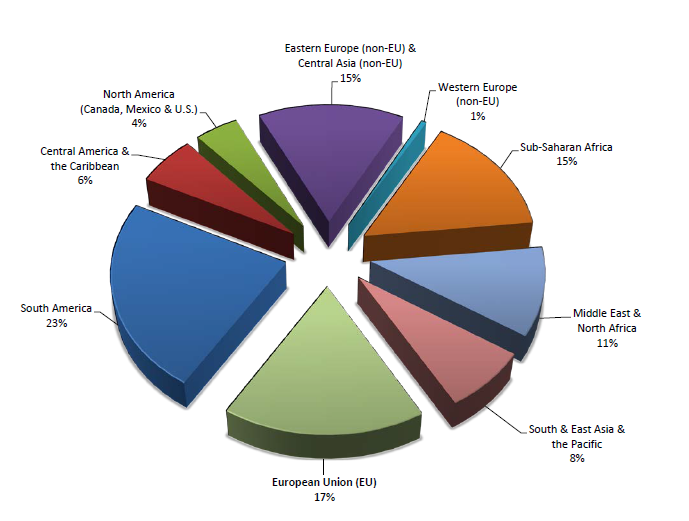 Eastern Europe (non-EU) &
Central Asia (non-EU)
15%
Western Europe
(non-EU)
1%
North America
(Canada, Mexico & U.S.)
4%
Central America &
the Caribbean
6%
Sub-Saharan Africa
15%
South America
23%
Middle East &
North Africa
11%
South & East Asia &
the Pacific
8%
European Union (EU)
17%